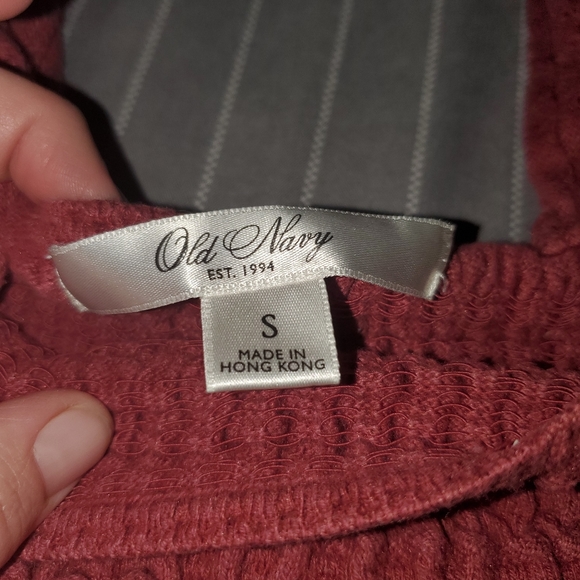 Old Navy
EST. 1994
S
MADE IN
HONG KONG